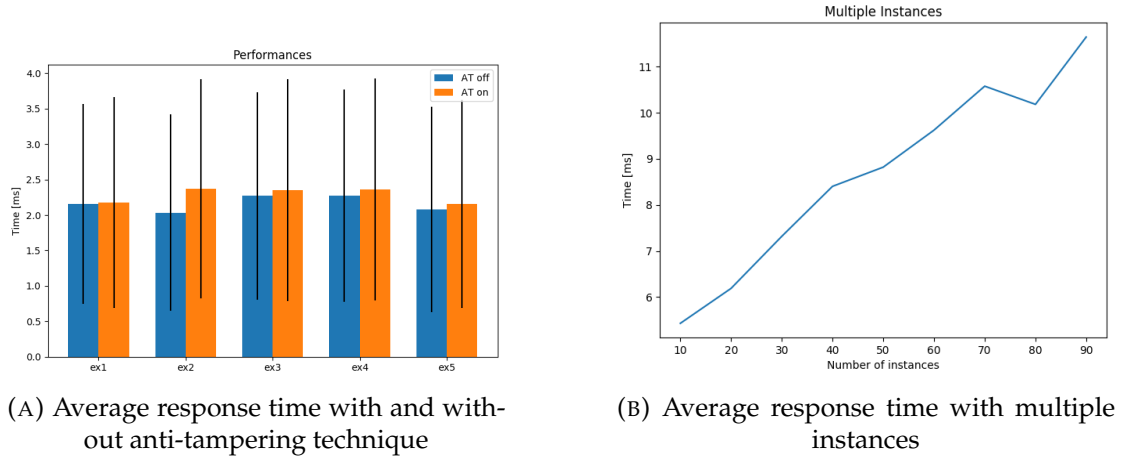 Performances
Time [ms]
4.0
3.5
3.0
2.5
2.0
1.5
1.0
0.5
0.0
AT off
AT on
ex1 ex2 ex3 ex4 ex5
(A) Average response time with and with-
out anti-tampering technique
Multiple Instances
Time [ms]
11
10
9
8
7
6
10 20 30 40 50 60 70 80 90
Number of instances
(B) Average response time with multiple
instances